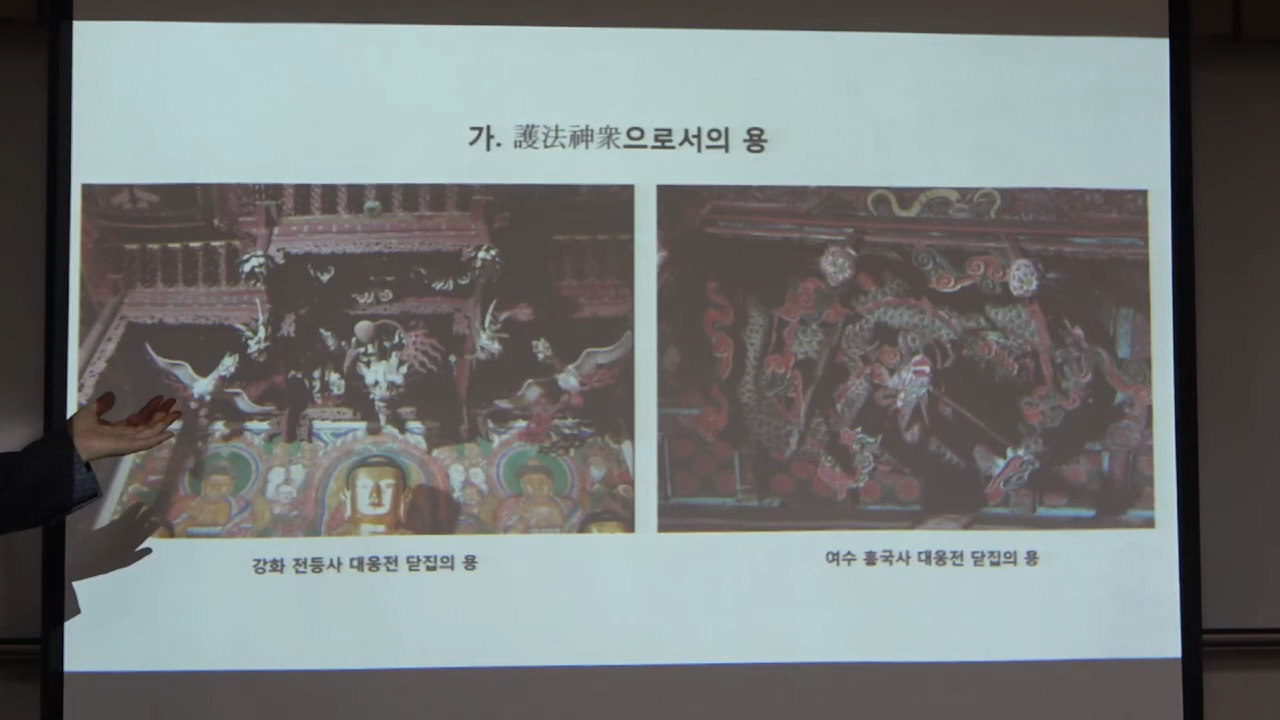 가. 護法神衆으로서의 용
강화 전등사 대웅전 닫집의 용
여수 흥국사 대웅전 닫집의 용